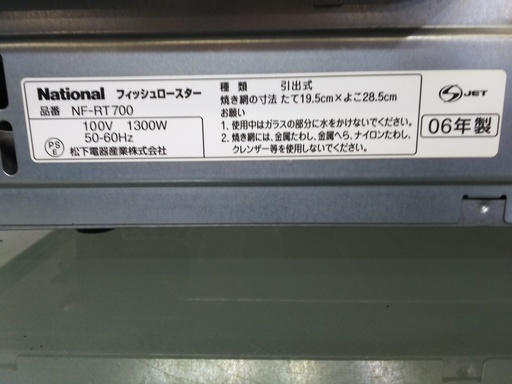 National フィッシュロースター
品番 NF-RT700
100V 1300W
50-60Hz
PS
E
松下電器産業株式会社
種類 引出式
焼き網の寸法 たて19.5cm×よこ28.5cm
お願い
1. 使用中はガラスの部分に水をかけないでください。
2. 焼き網には、金属たわし、金属へら、ナイロンたわし、
クレンザー等を使用しないでください。
S JET
06年製